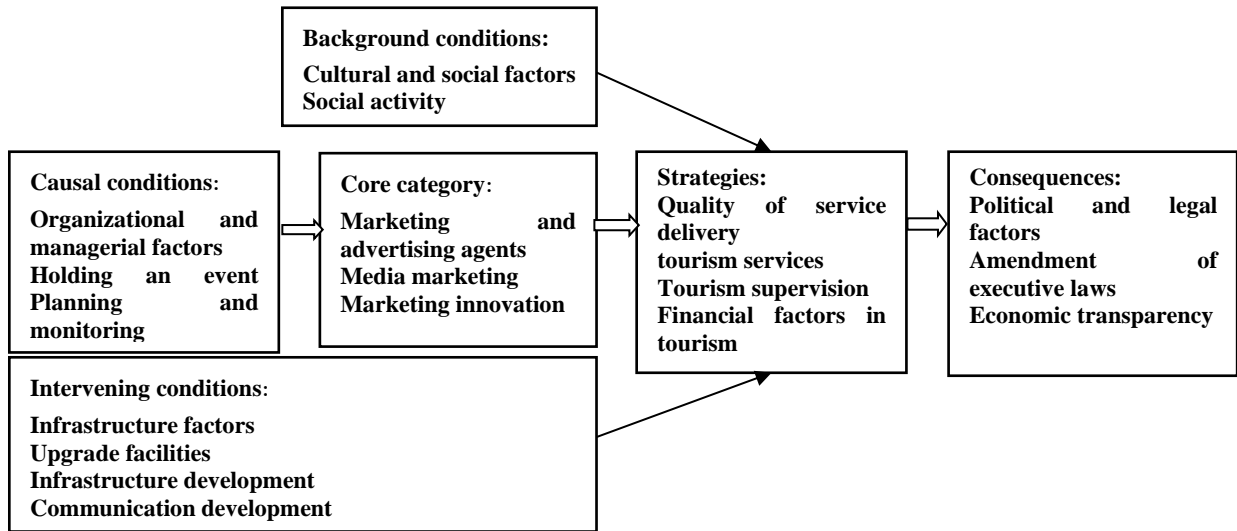 Background conditions:
Cultural and social factors
Social activity
Causal conditions:
Organizational and
managerial factors
Holding an event
Planning and
monitoring
Core category:
Marketing and
advertising agents
Media marketing
Marketing innovation
Strategies:
Quality of service
delivery
tourism services
Tourism supervision
Financial factors in
tourism
Consequences:
Political and legal
factors
Amendment of
executive laws
Economic transparency
Intervening conditions:
Infrastructure factors
Upgrade facilities
Infrastructure development
Communication development